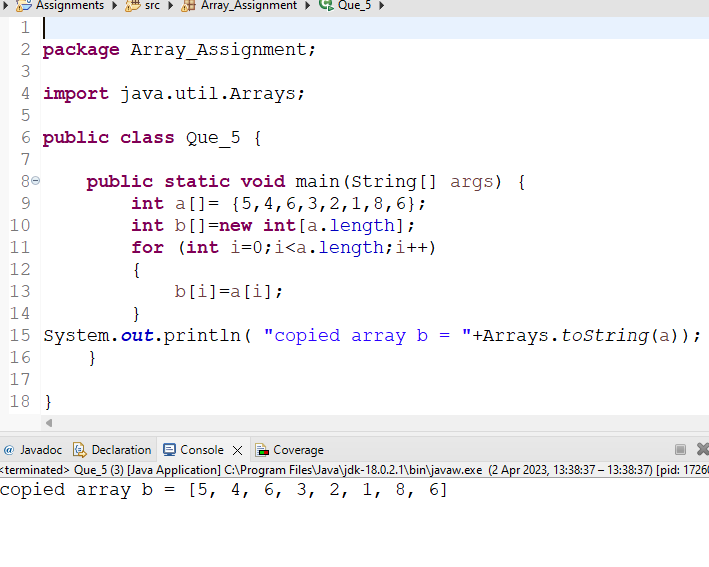 Assignments > src > Array_Assignment > Que_5 >
1
2 package Array_Assignment;
3
4 import java.util.Arrays;
5
6 public class Que_5 {
7
8 public static void main(String[] args) {
9 int a[]= {5,4,6,3,2,1,8,6};
10 int b[]=new int[a.length];
11 for (int i=0;i<a.length;i++)
12 {
13 b[i]=a[i];
14 }
15 System.out.println( "copied array b = "+Arrays.toString(a));
16 }
17
18 }
@ Javadoc Declaration Console Coverage
<terminated> Que_5 (3) [Java Application] C:\Program Files\Java\jdk-18.0.2.1\bin\javaw.exe (2 Apr 2023, 13:38:37 – 13:38:37) [pid: 1726
copied array b = [5, 4, 6, 3, 2, 1, 8, 6]